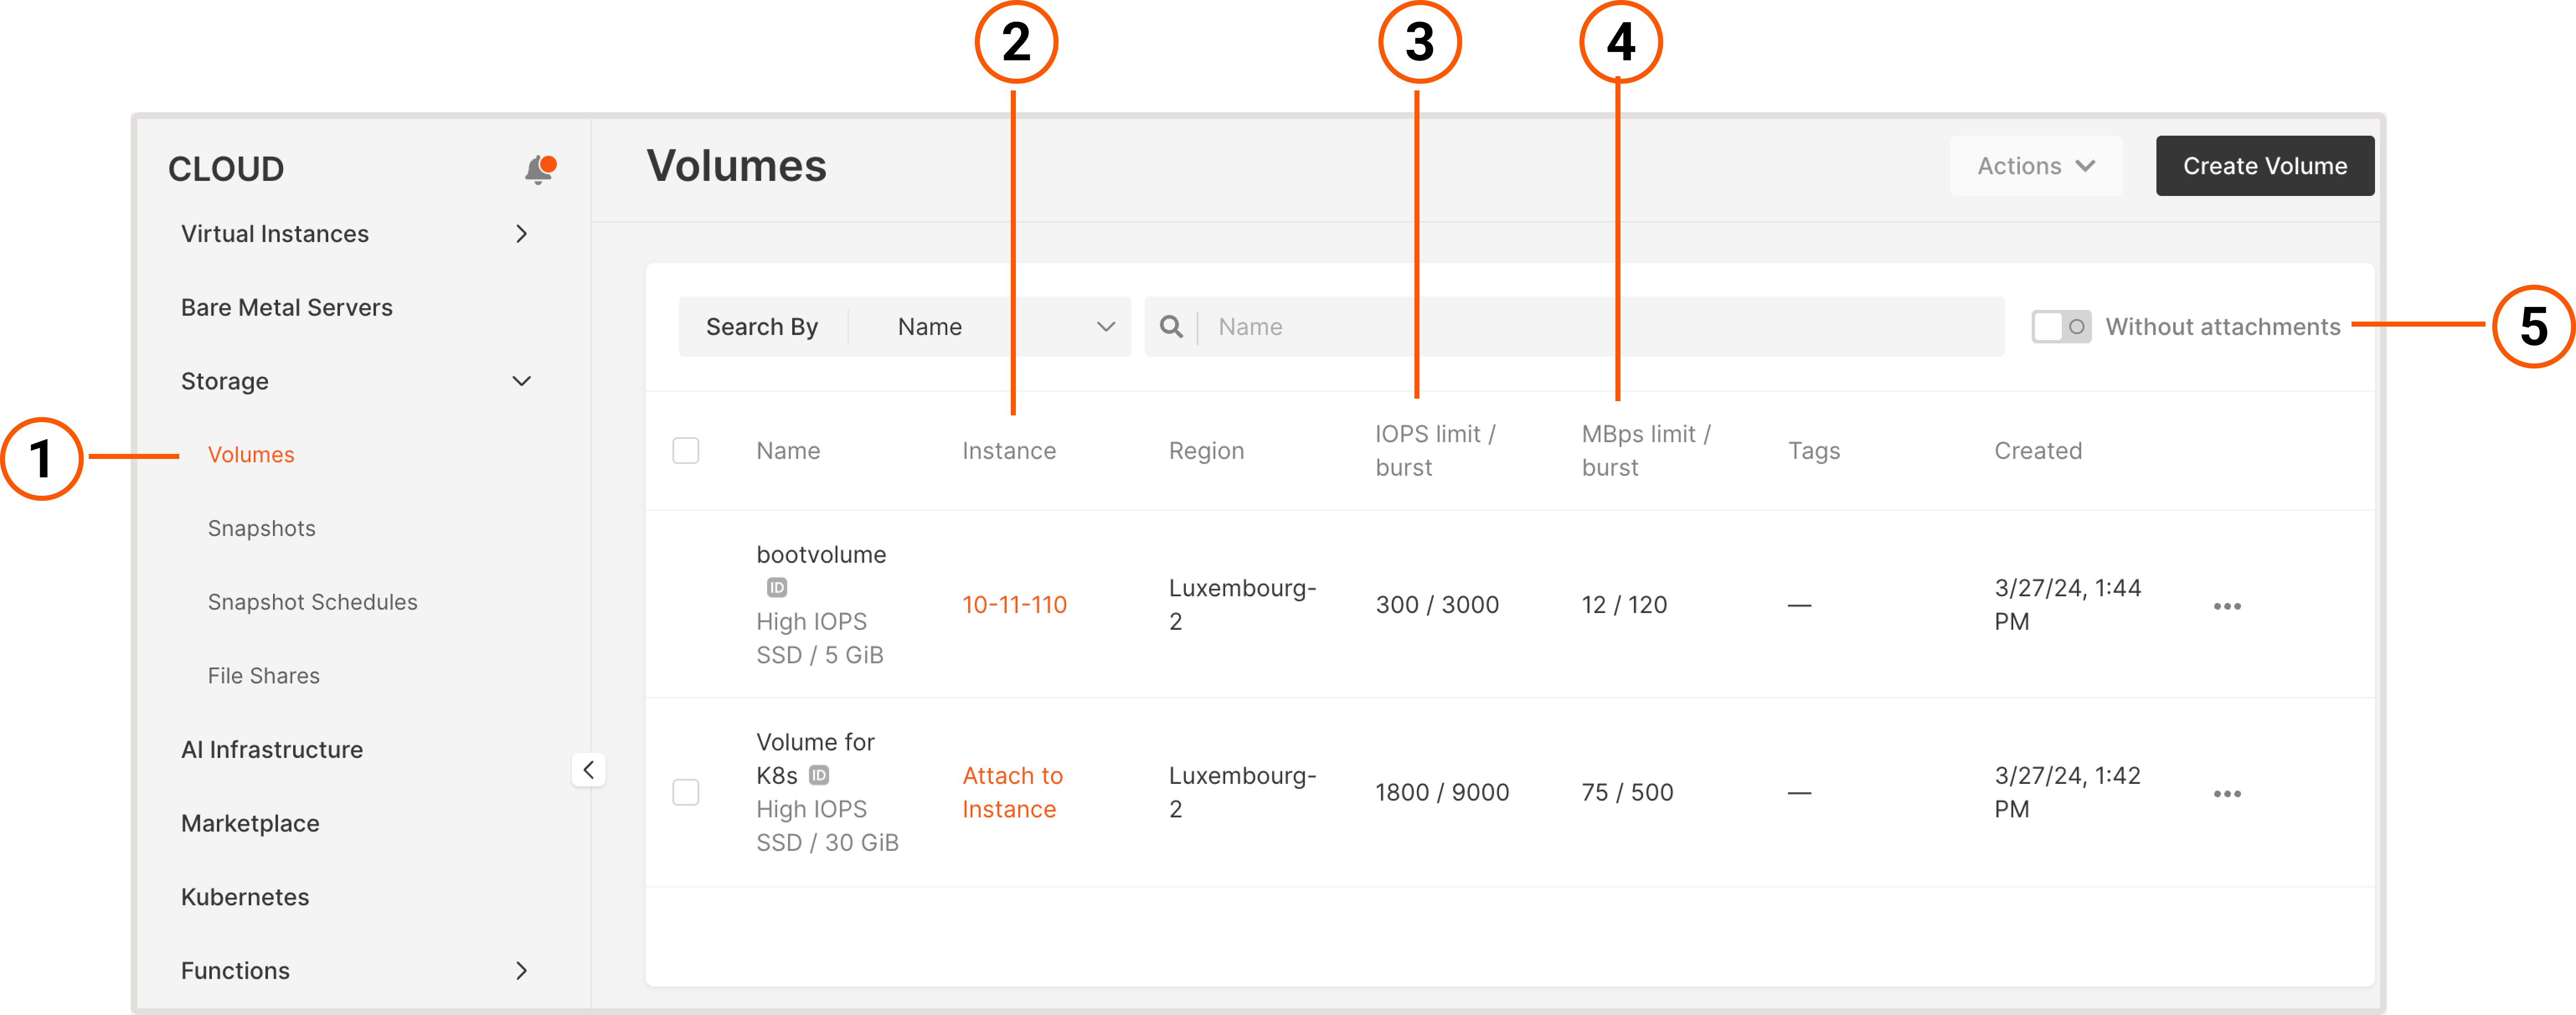 2
3
4
CLOUD
Volumes
Actions
Create Volume
Virtual Instances
Bare Metal Servers
Storage
1
Volumes
Snapshots
Snapshot Schedules
File Shares
AI Infrastructure
Marketplace
Kubernetes
Functions
Search By
Name
Name
Without attachments
5
Name
Instance
Region
IOPS limit /
burst
MBps limit /
burst
Tags
Created
bootvolume
ID
High IOPS
SSD / 5 GiB
10-11-110
Luxembourg-
2
300 / 3000
12 / 120
—
3/27/24, 1:44
PM
Volume for
K8s ID
High IOPS
SSD / 30 GiB
Attach to
Instance
Luxembourg-
2
1800 / 9000
75 / 500
—
3/27/24, 1:42
PM